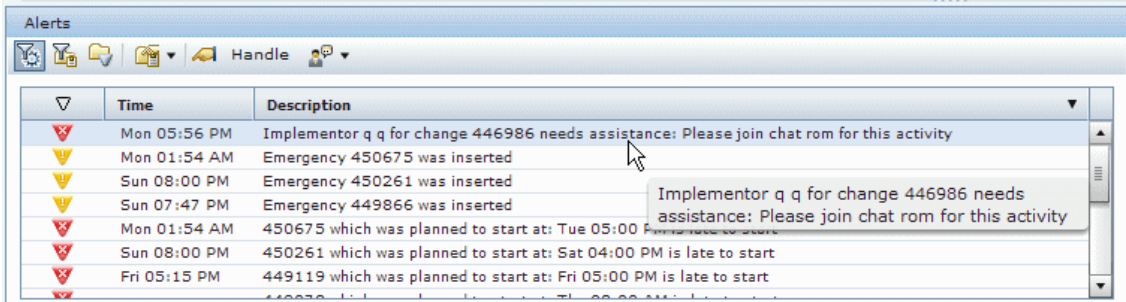 Alerts
Handle
Time Description
Mon 05:56 PM Implementor q q for change 446986 needs assistance: Please join chat rom for this activity
Mon 01:54 AM Emergency 450675 was inserted
Sun 08:00 PM Emergency 450261 was inserted
Sun 07:47 PM Emergency 449866 was inserted
Implementor q q for change 446986 needs
assistance: Please join chat rom for this activity
Mon 01:54 AM 450675 which was planned to start at: Tue 05:00 PM is late to start
Sun 08:00 PM 450261 which was planned to start at: Sat 04:00 PM is late to start
Fri 05:15 PM 449119 which was planned to start at: Fri 05:00 PM is late to start